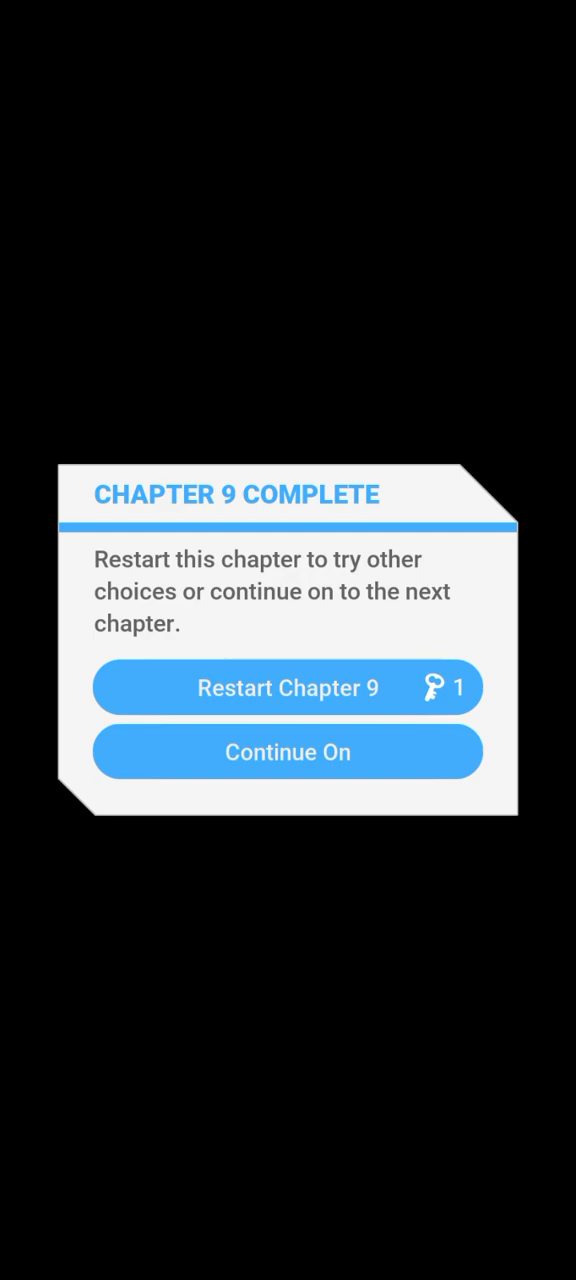 CHAPTER 9 COMPLETE
Restart this chapter to try other
choices or continue on to the next
chapter.
Restart Chapter 9 1
Continue On